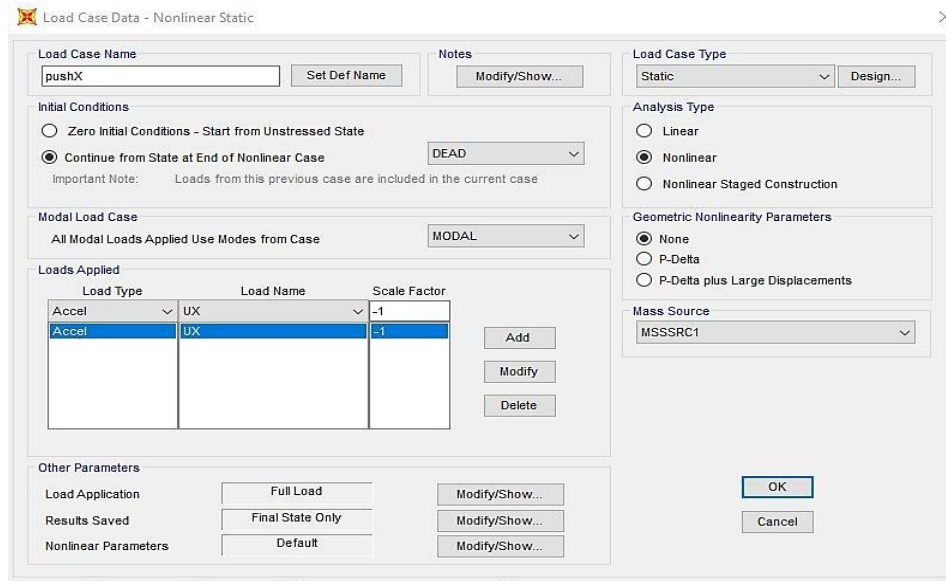 Load Case Data - Nonlinear Static
Load Case Name
pushX
Set Def Name
Notes
Modify/Show...
Load Case Type
Static
Design...
Initial Conditions
Zero Initial Conditions - Start from Unstressed State
Continue from State at End of Nonlinear Case
DEAD
Important Note: Loads from this previous case are included in the current case
Analysis Type
Linear
Nonlinear
Nonlinear Staged Construction
Modal Load Case
All Modal Loads Applied Use Modes from Case
MODAL
Geometric Nonlinearity Parameters
None
P-Delta
P-Delta plus Large Displacements
Loads Applied
Load Type Load Name Scale Factor
Accel UX -1
Accel UX -1
Add
Modify
Delete
Mass Source
MSSSRC1
Other Parameters
Load Application Full Load Modify/Show...
Results Saved Final State Only Modify/Show...
Nonlinear Parameters Default Modify/Show...
OK
Cancel